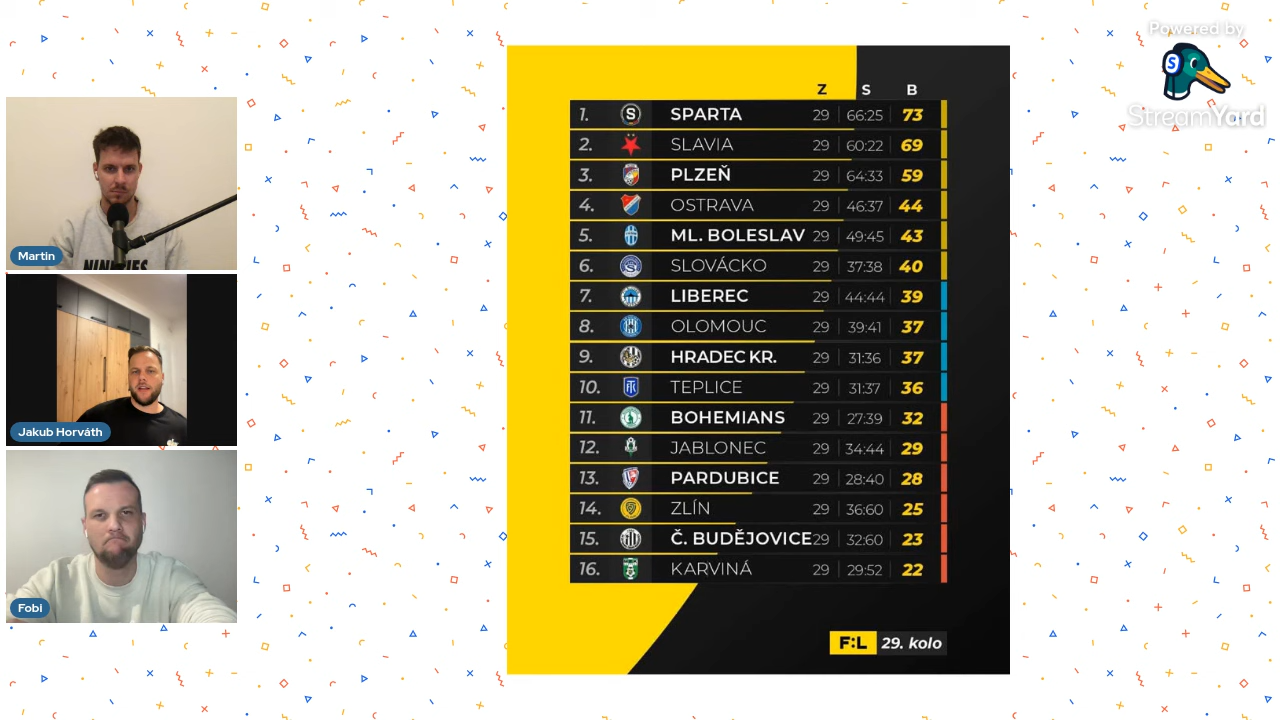 Powered by
StreamYard
Martin
NINETIES
Jakub Horváth
Fobi
Z S B
1. SPARTA 29 66:25 73
2. SLAVIA 29 60:22 69
3. PLZEŇ 29 64:33 59
4. OSTRAVA 29 46:37 44
5. ML. BOLESLAV 29 49:45 43
6. SLOVÁCKO 29 37:38 40
7. LIBEREC 29 44:44 39
8. OLOMOUC 29 39:41 37
9. HRADEC KR. 29 31:36 37
10. TEPLICE 29 31:37 36
11. BOHEMIANS 29 27:39 32
12. JABLONEC 29 34:44 29
13. PARDUBICE 29 28:40 28
14. ZLÍN 29 36:60 25
15. Č. BUDĚJOVICE 29 32:60 23
16. KARVINÁ 29 29:52 22
F:L 29. kolo